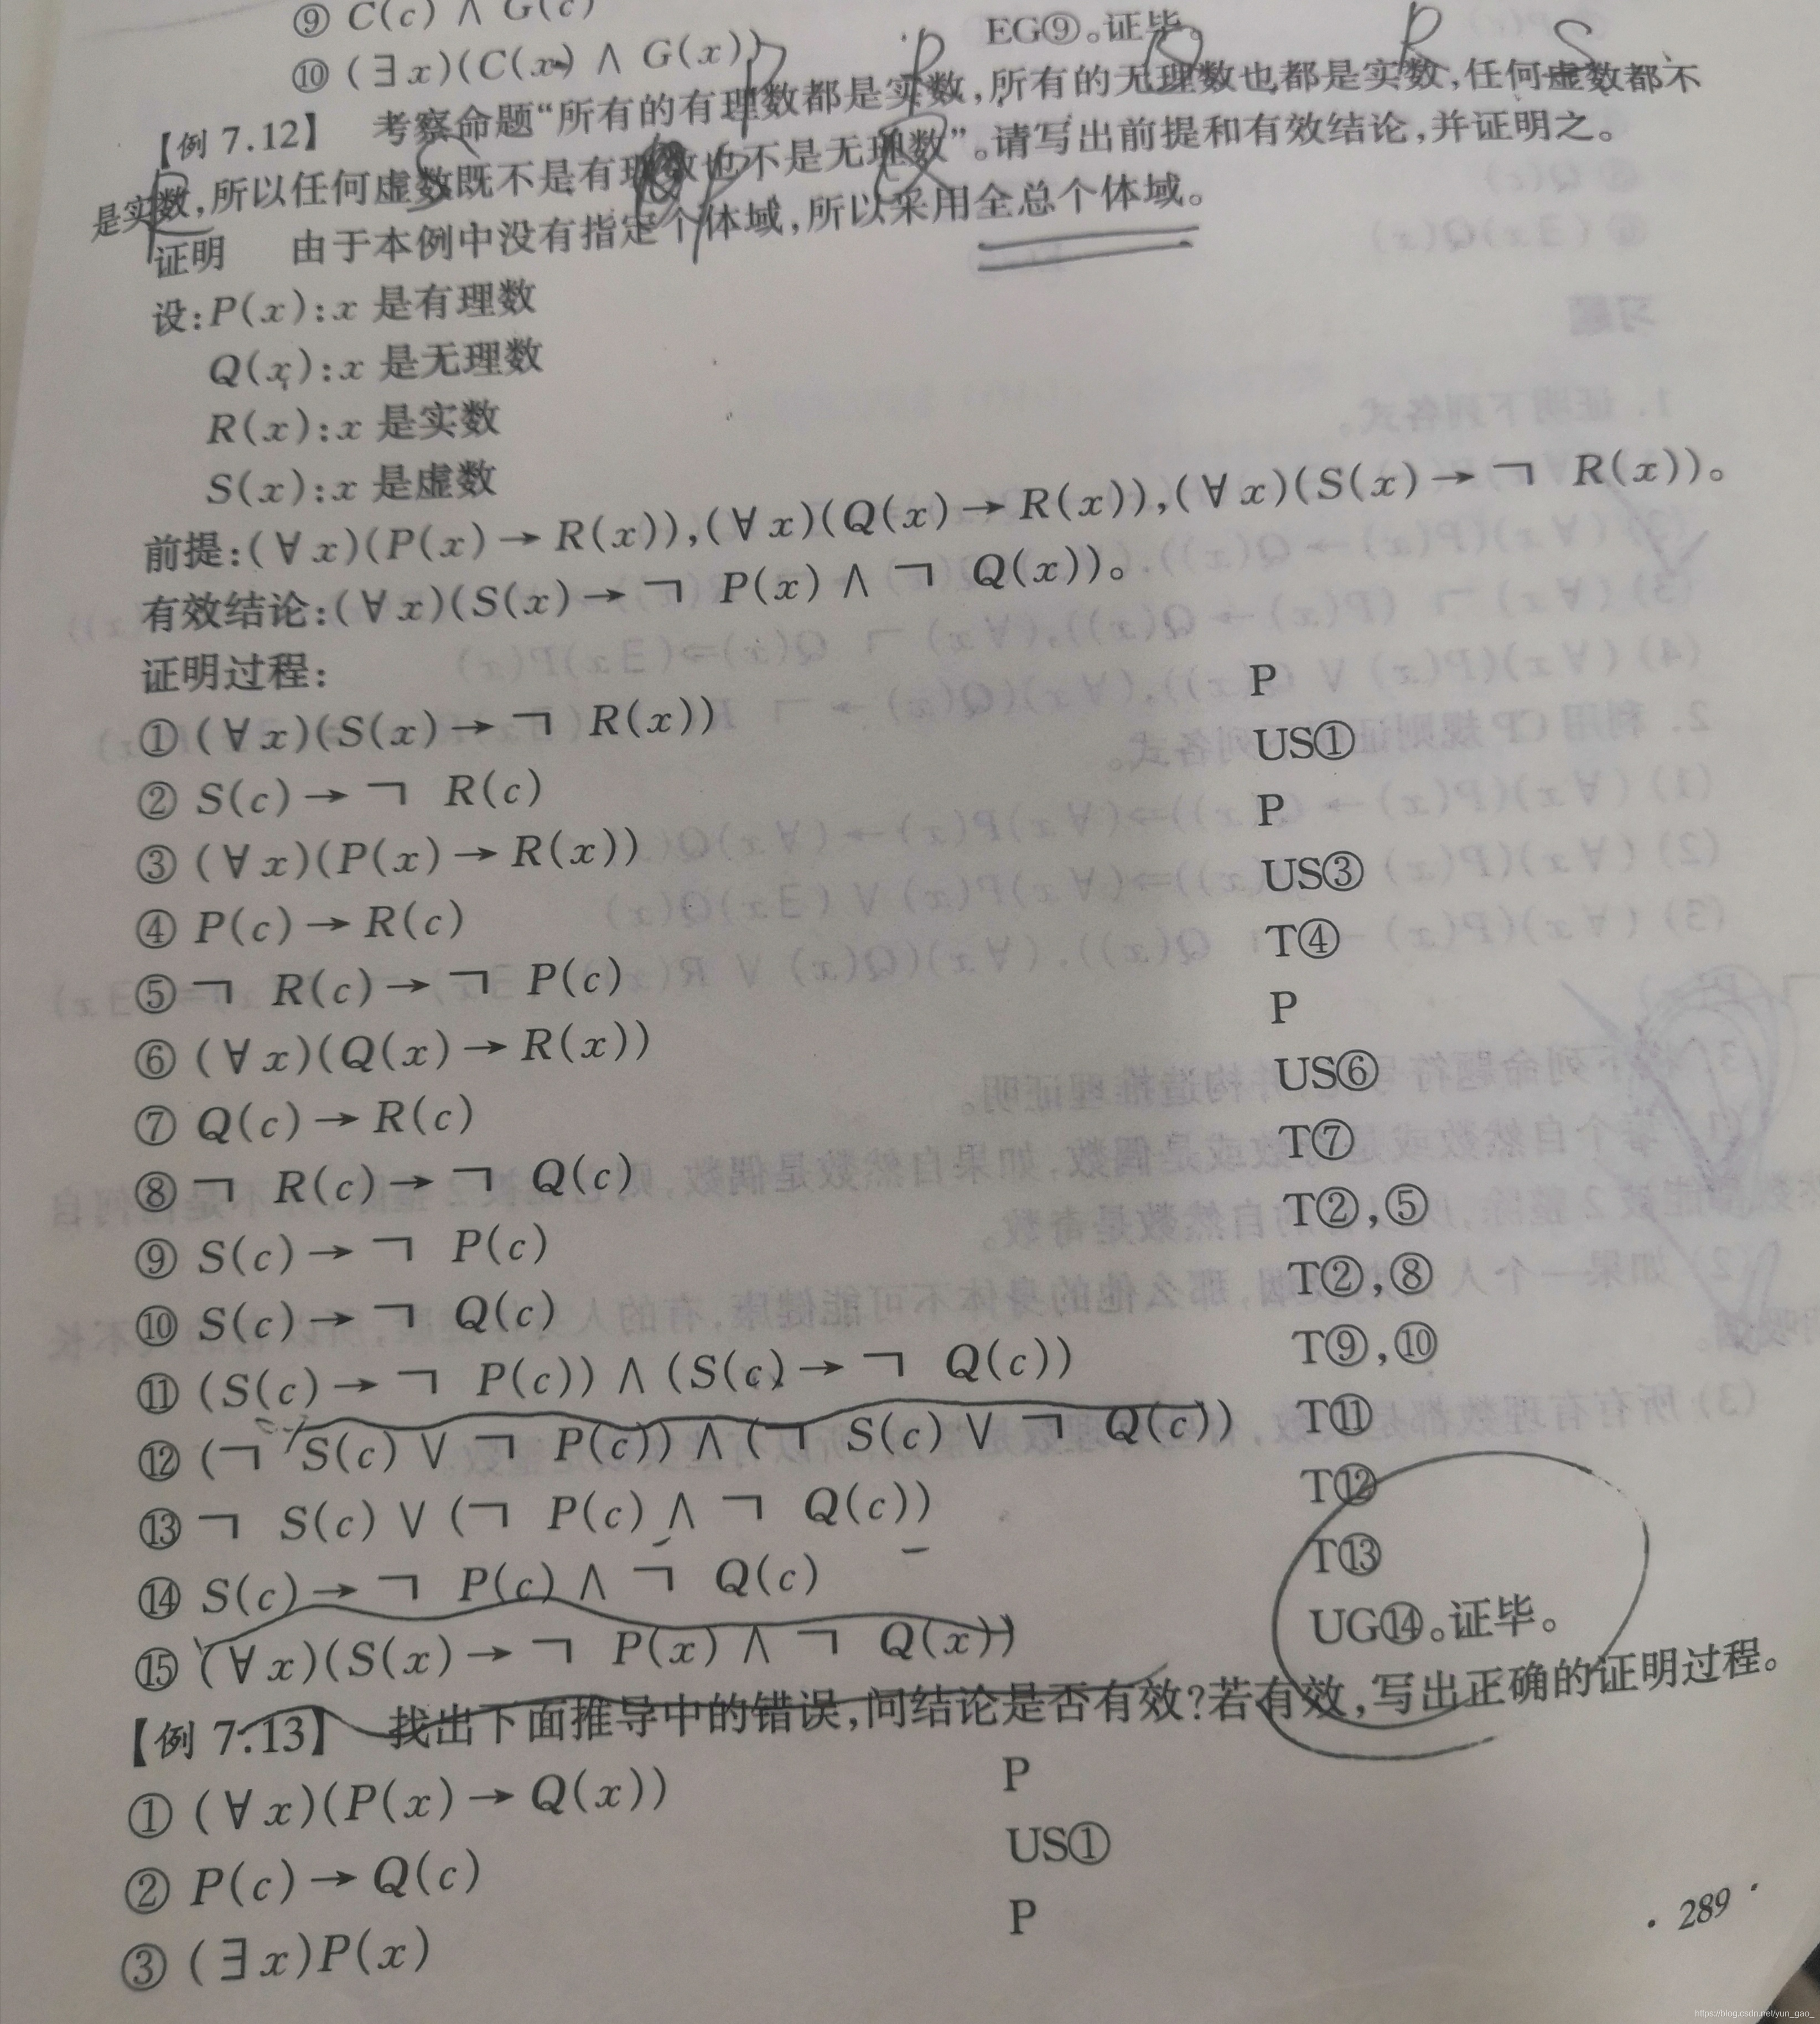 ⑨ C(c) ∧ G(c)
EG⑨。证毕。
⑩ (∃x)(C(x) ∧ G(x))
P R Q R S
【例 7.12】 考察命题“所有的有理数都是实数,所有的无理数也都是实数,任何虚数都不
是实数,所以任何虚数既不是有理数也不是无理数”。请写出前提和有效结论,并证明之。
证明 由于本例中没有指定个体域,所以采用全总个体域。
设:P(x):x 是有理数
Q(x):x 是无理数
R(x):x 是实数
S(x):x 是虚数
前提:(∀x)(P(x)→R(x)),(∀x)(Q(x)→R(x)),(∀x)(S(x)→¬ R(x))。
有效结论:(∀x)(S(x)→¬ P(x) ∧ ¬ Q(x))。
证明过程:
① (∀x)(S(x)→¬ R(x)) P
② S(c)→¬ R(c) US①
③ (∀x)(P(x)→R(x)) P
④ P(c)→R(c) US③
⑤ ¬ R(c)→¬ P(c) T④
⑥ (∀x)(Q(x)→R(x)) P
⑦ Q(c)→R(c) US⑥
⑧ ¬ R(c)→¬ Q(c) T⑦
⑨ S(c)→¬ P(c) T②,⑤
⑩ S(c)→¬ Q(c) T②,⑧
⑪ (S(c)→¬ P(c)) ∧ (S(c)→¬ Q(c)) T⑨,⑩
⑫ (¬ S(c) ∨ ¬ P(c)) ∧ (¬ S(c) ∨ ¬ Q(c)) T⑪
⑬ ¬ S(c) ∨ (¬ P(c) ∧ ¬ Q(c)) T⑫
⑭ S(c)→¬ P(c) ∧ ¬ Q(c) T⑬
⑮ (∀x)(S(x)→¬ P(x) ∧ ¬ Q(x)) UG⑭。证毕。
【例 7.13】 找出下面推导中的错误,问结论是否有效?若有效,写出正确的证明过程。
① (∀x)(P(x)→Q(x)) P
② P(c)→Q(c) US①
③ (∃x)P(x) P
· 289 ·
https://blog.csdn.net/yun_gao_